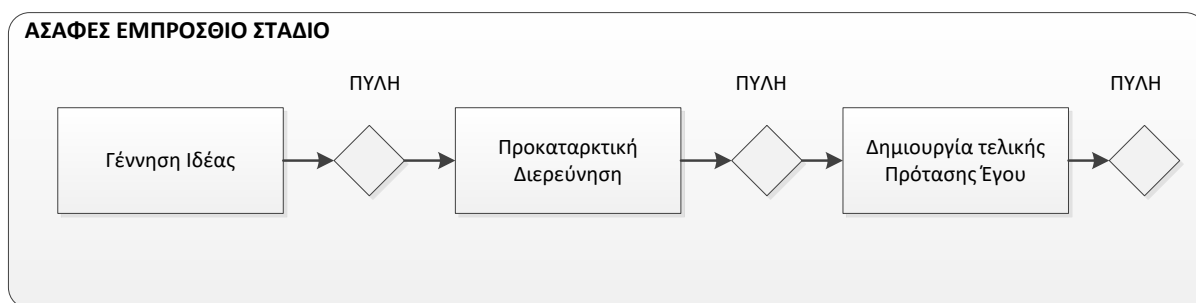 ΑΣΑΦΕΣ ΕΜΠΡΟΣΘΙΟ ΣΤΑΔΙΟ
ΠΥΛΗ
ΠΥΛΗ
ΠΥΛΗ
Γέννηση Ιδέας
Προκαταρκτική
Διερεύνηση
Δημιουργία τελικής
Πρότασης Έγου